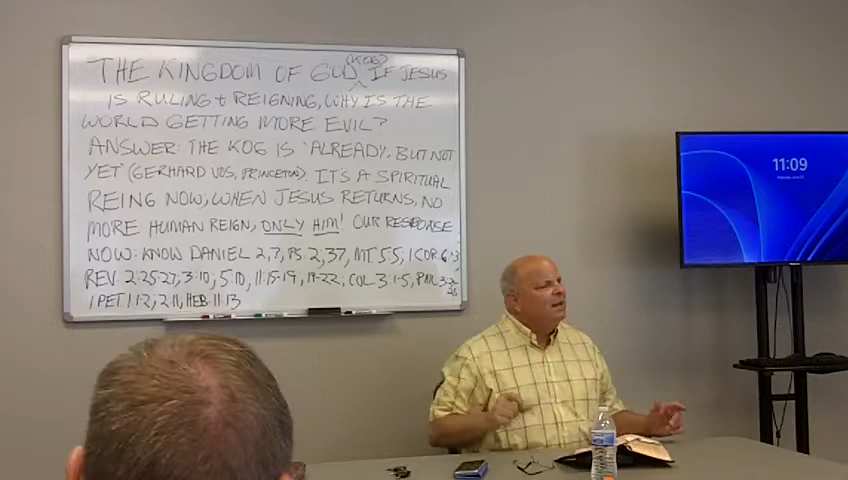 (KOG)
THE KINGDOM OF GOD, IF JESUS
IS RULING + REIGNING, WHY IS THE
WORLD GETTING MORE EVIL?
ANSWER: THE KOG IS "ALREADY, BUT NOT
YET" (GERHARD VOS, PRINCETON). IT'S A SPIRITUAL
REING NOW; WHEN JESUS RETURNS, NO
MORE HUMAN REIGN, ONLY HIM! OUR RESPONSE
NOW: KNOW DANIEL 2,7, PS. 2,37, MT. 5:5, 1 COR. 6:
REV. 2:25-27, 3:10; 5:10, 11:15-19, 19-22; COL 3:1-5, PHIL 3:
1 PET 1:1-2, 2:11, HEB. 11:13
11:09